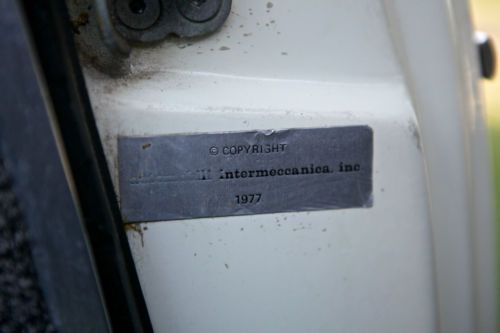 © COPYRIGHT
Intermeccanica, inc
1977